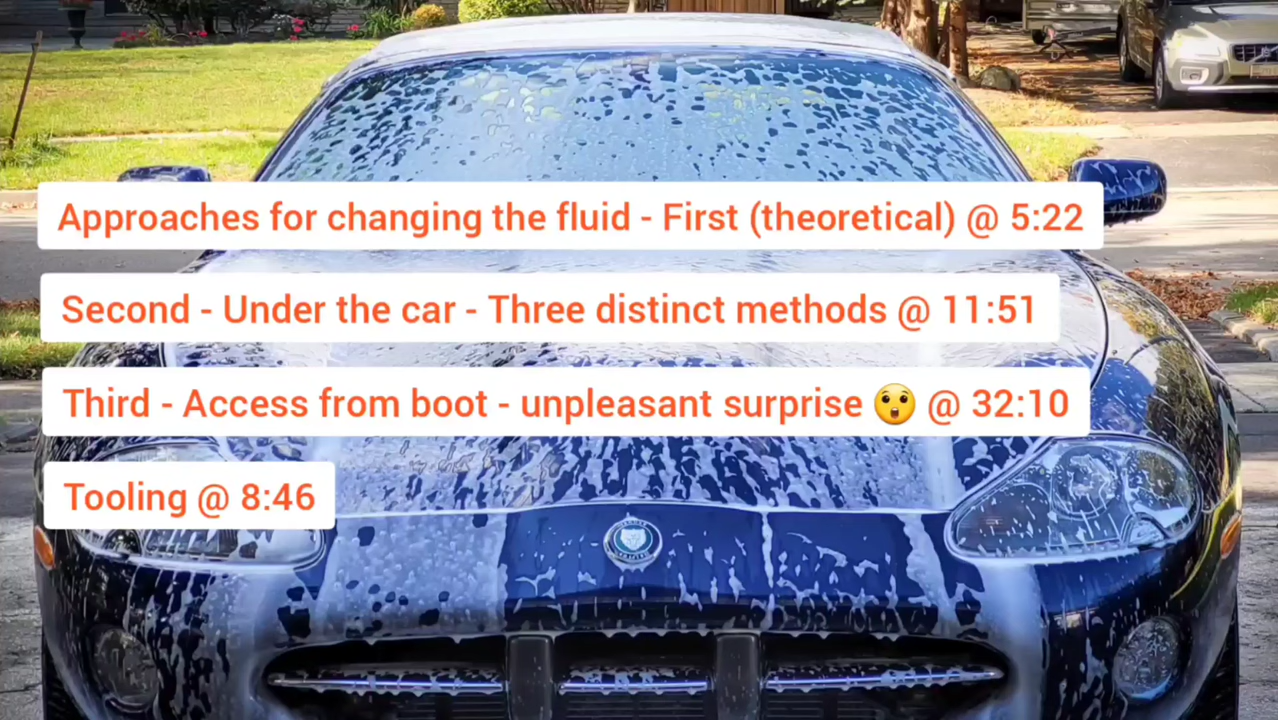 Approaches for changing the fluid - First (theoretical) @ 5:22
Second - Under the car - Three distinct methods @ 11:51
Third - Access from boot - unpleasant surprise 😲 @ 32:10
Tooling @ 8:46